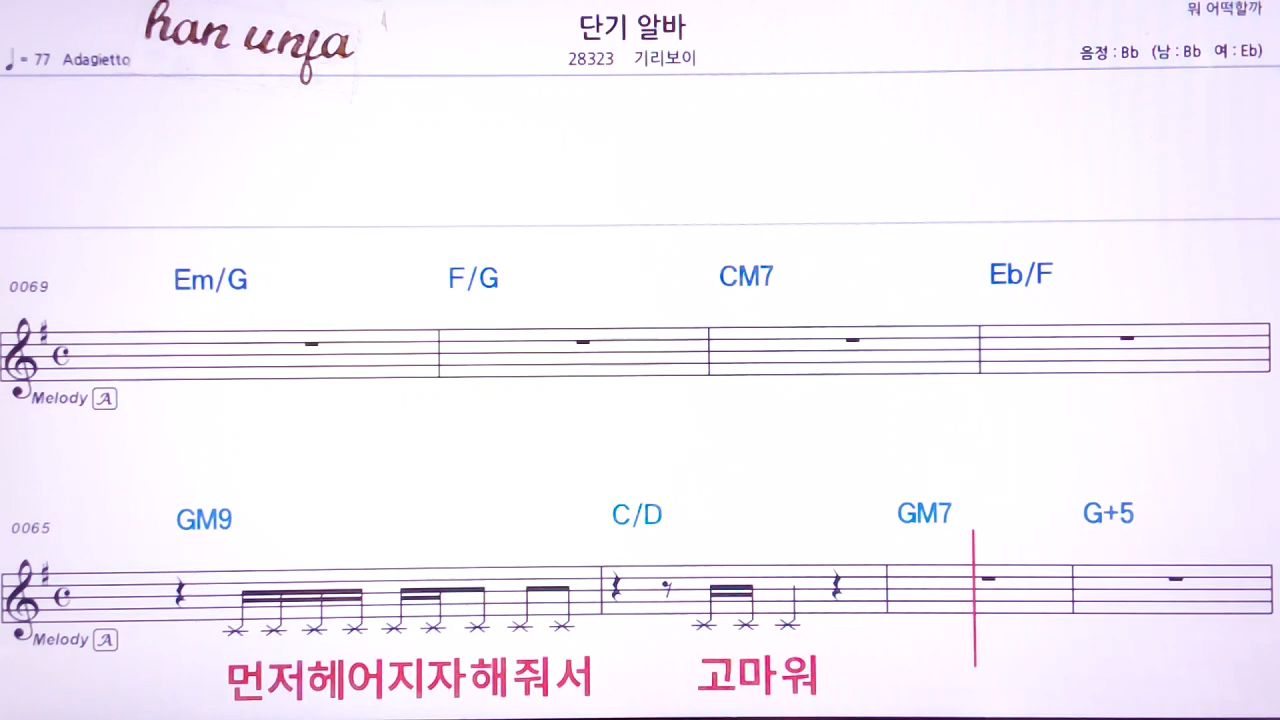 han unfa
단기 알바
뭐 어떡할까
♩= 77 Adagietto
28323 기리보이
음정 : Bb (남 : Bb 여 : Eb)
Em/G F/G CM7 Eb/F
0069
Melody A
GM9 C/D GM7 G+5
0065
Melody A
먼저헤어지자해줘서 고마워